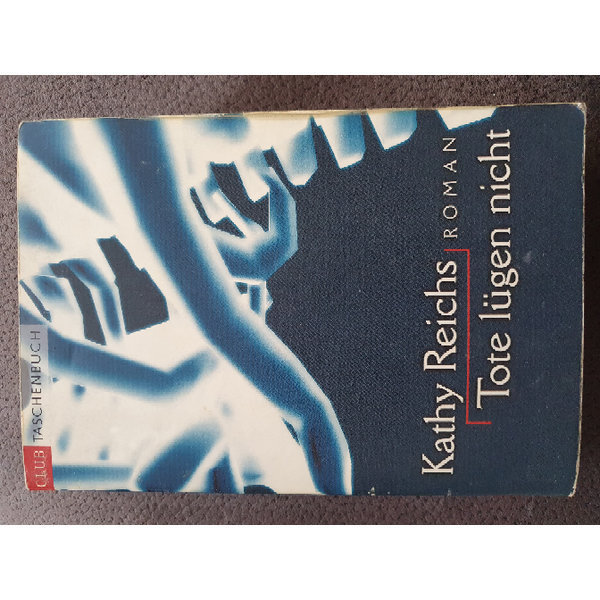 CLUB TASCHENBUCH
Kathy Reichs
ROMAN
Tote lügen nicht